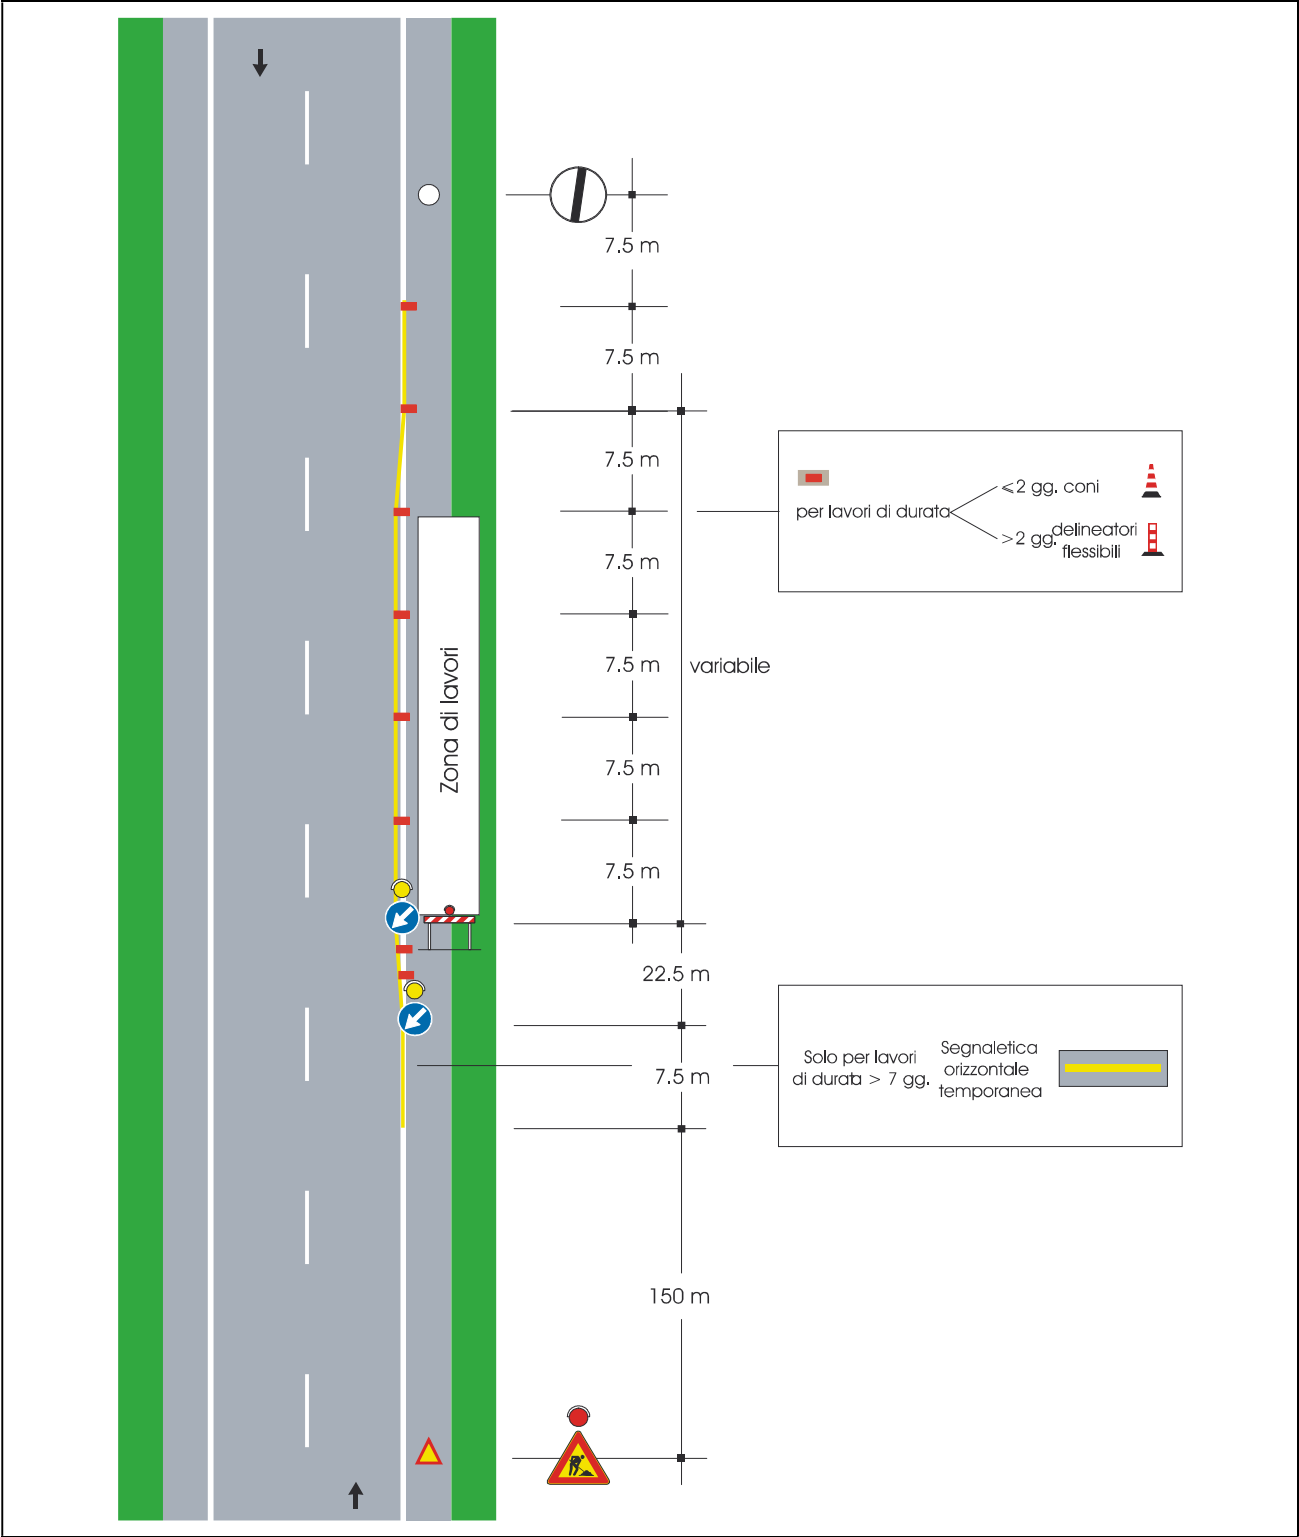 7.5 m
7.5 m
7.5 m
≤2 gg. coni
per lavori di durata
>2 gg.
delineatori
flessibili
7.5 m
7.5 m
variabile
Zona di lavori
7.5 m
7.5 m
22.5 m
Solo per lavori
di durata > 7 gg.
Segnaletica
orizzontale
temporanea
7.5 m
150 m